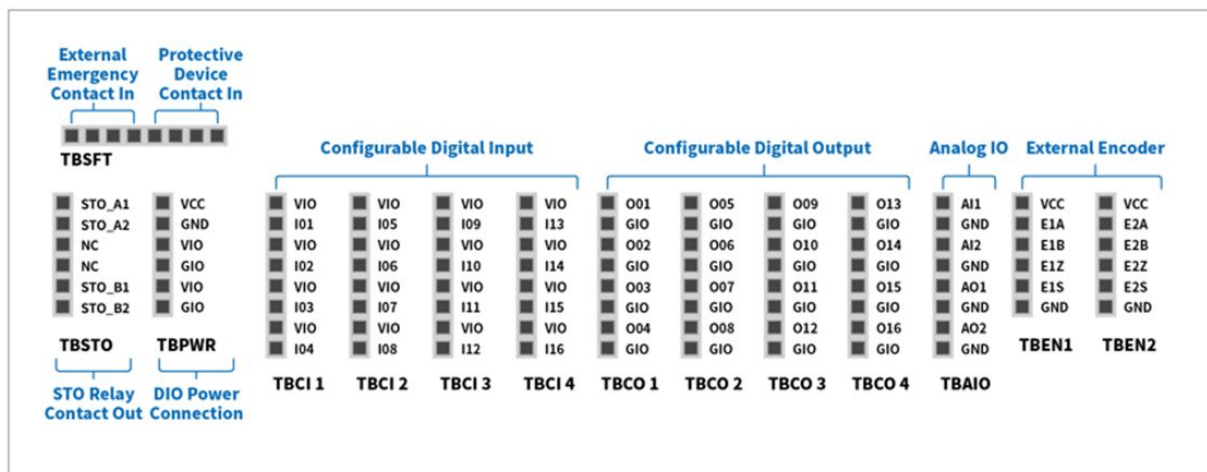 External Emergency Contact In
Protective Device Contact In
TBSFT
Configurable Digital Input
Configurable Digital Output
Analog IO
External Encoder
STO_A1
STO_A2
NC
NC
STO_B1
STO_B2
TBSTO
STO Relay Contact Out
VCC
GND
VIO
GIO
VIO
GIO
TBPWR
DIO Power Connection
VIO
I01
VIO
I02
VIO
I03
VIO
I04
TBCI 1
VIO
I05
VIO
I06
VIO
I07
VIO
I08
TBCI 2
VIO
I09
VIO
I10
VIO
I11
VIO
I12
TBCI 3
VIO
I13
VIO
I14
VIO
I15
VIO
I16
TBCI 4
O01
GIO
O02
GIO
O03
GIO
O04
GIO
TBCO 1
O05
GIO
O06
GIO
O07
GIO
O08
GIO
TBCO 2
O09
GIO
O10
GIO
O11
GIO
O12
GIO
TBCO 3
O13
GIO
O14
GIO
O15
GIO
O16
GIO
TBCO 4
AI1
GND
AI2
GND
AO1
GND
AO2
GND
TBAIO
VCC
E1A
E1B
E1Z
E1S
GND
TBEN1
VCC
E2A
E2B
E2Z
E2S
GND
TBEN2